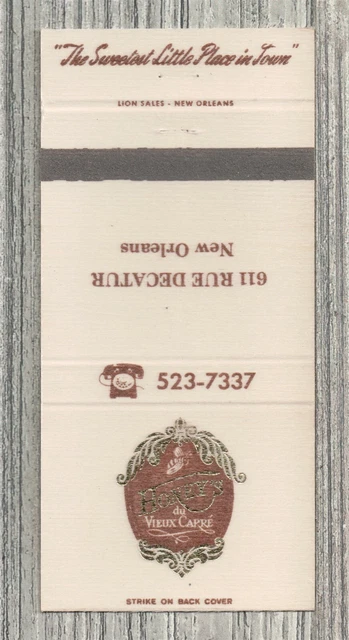 "The Sweetest Little Place in Town"
LION SALES - NEW ORLEANS
611 RUE DECATUR
New Orleans
523-7337
HONEY'S
du
VIEUX CARRÉ
STRIKE ON BACK COVER